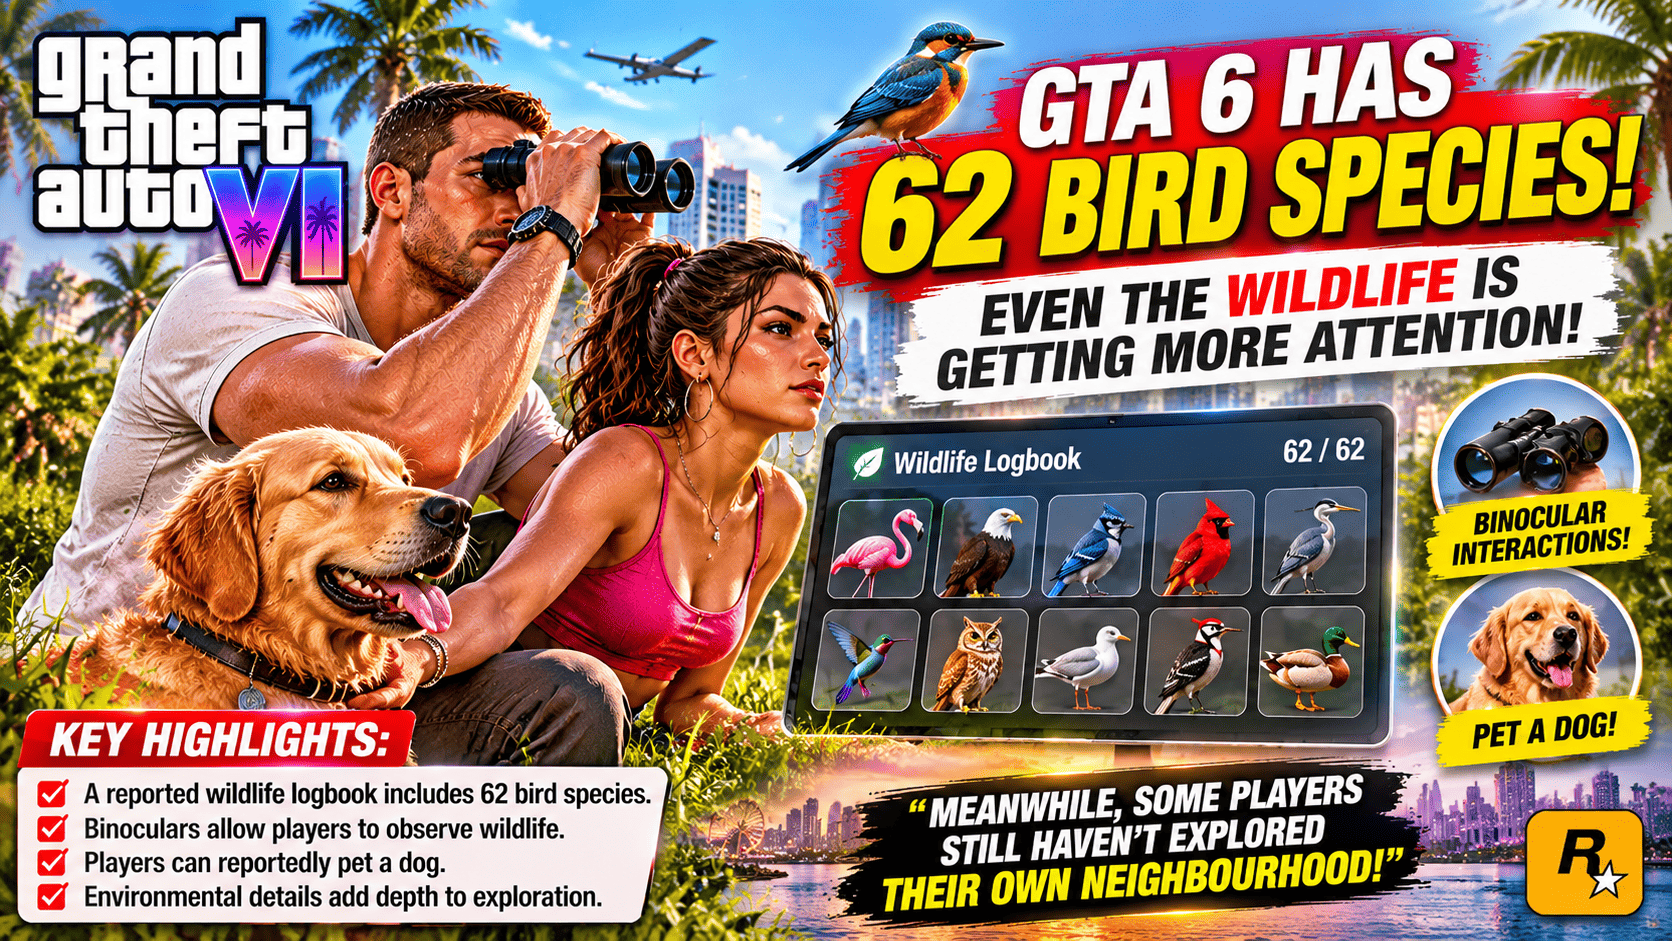 grand
theft
auto VI
GTA 6 HAS
62 BIRD SPECIES!
EVEN THE WILDLIFE IS
GETTING MORE ATTENTION!
Wildlife Logbook 62 / 62
BINOCULAR
INTERACTIONS!
PET A DOG!
KEY HIGHLIGHTS:
A reported wildlife logbook includes 62 bird species.
Binoculars allow players to observe wildlife.
Players can reportedly pet a dog.
Environmental details add depth to exploration.
“MEANWHILE, SOME PLAYERS
STILL HAVEN’T EXPLORED
THEIR OWN NEIGHBOURHOOD!”
R